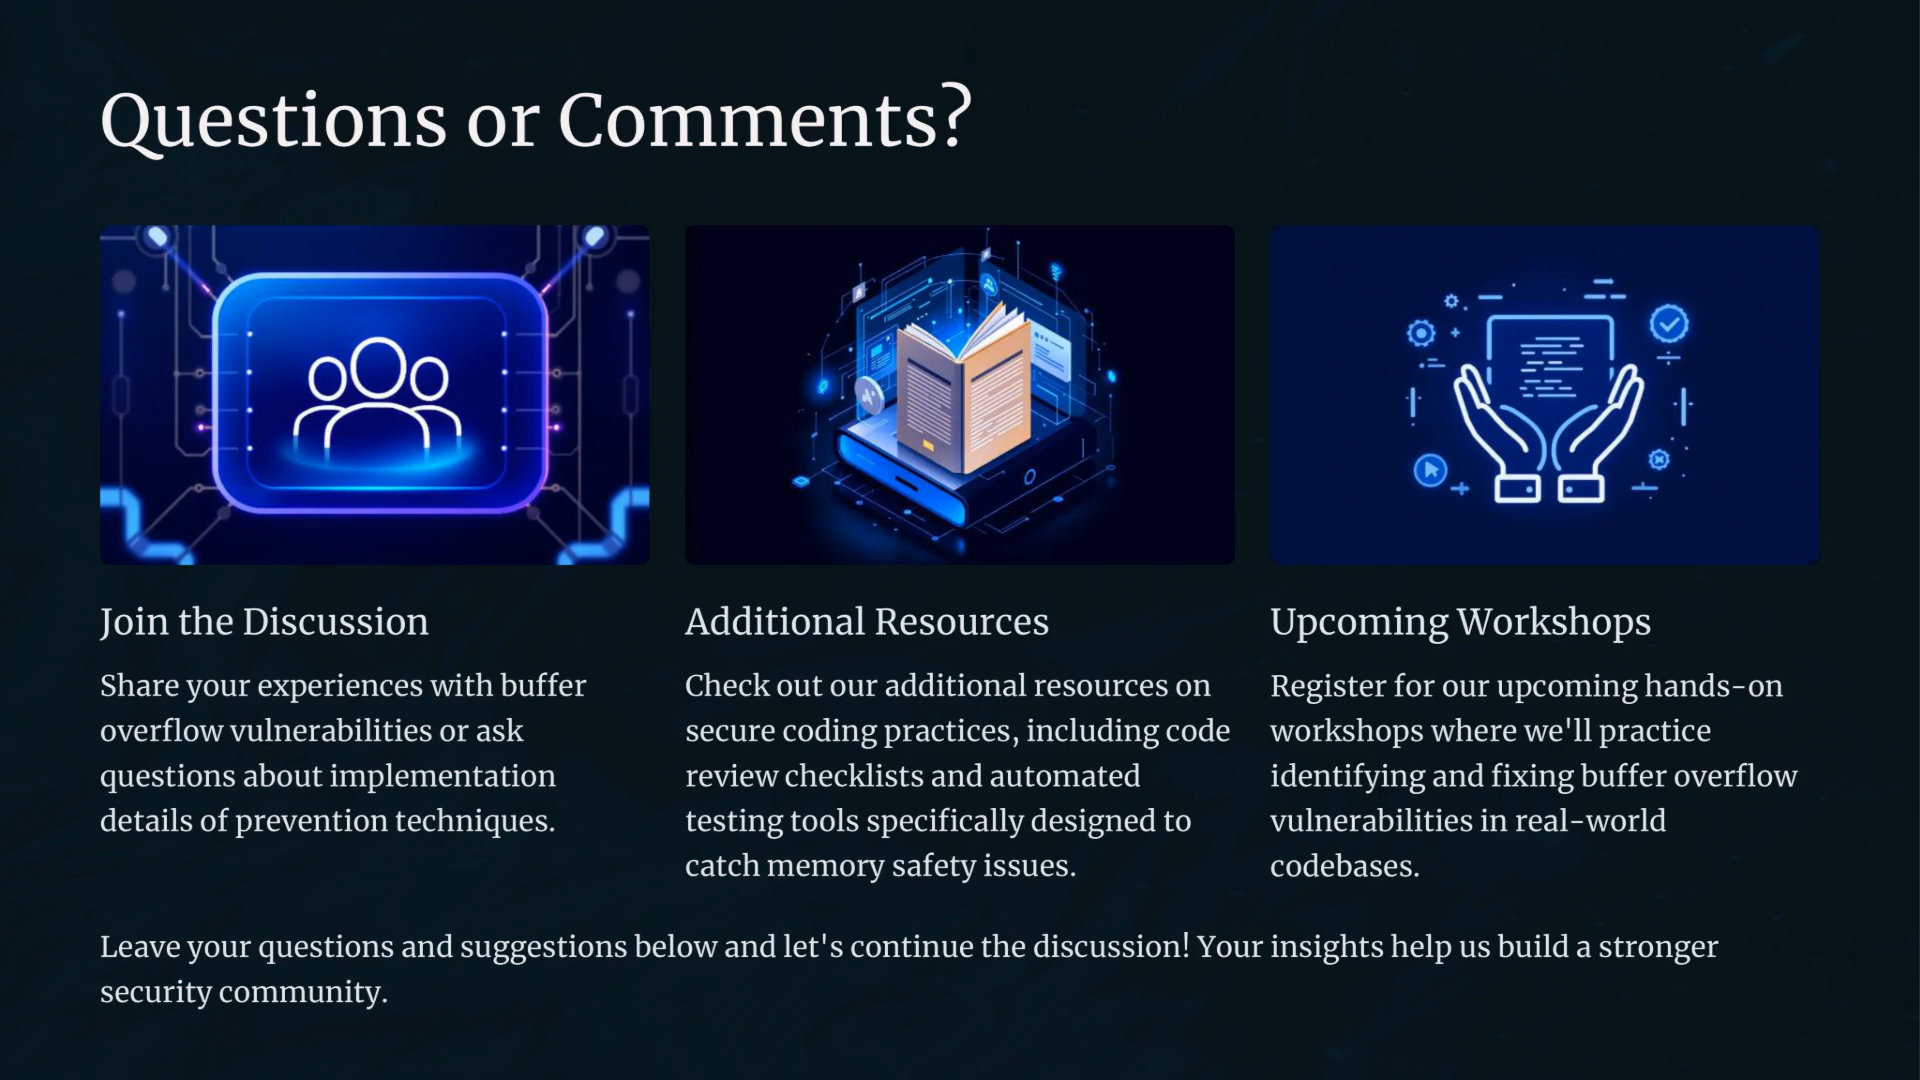 Questions or Comments?
Join the Discussion
Share your experiences with buffer
overflow vulnerabilities or ask
questions about implementation
details of prevention techniques.
Additional Resources
Check out our additional resources on
secure coding practices, including code
review checklists and automated
testing tools specifically designed to
catch memory safety issues.
Upcoming Workshops
Register for our upcoming hands-on
workshops where we'll practice
identifying and fixing buffer overflow
vulnerabilities in real-world
codebases.
Leave your questions and suggestions below and let's continue the discussion! Your insights help us build a stronger
security community.